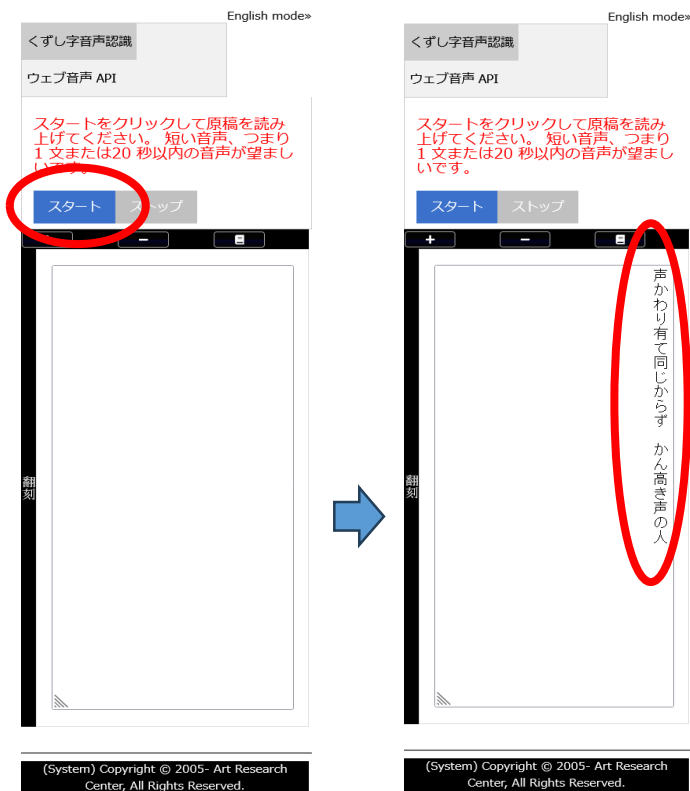 English mode»
くずし字音声認識
ウェブ音声 API
スタートをクリックして原稿を読み
上げてください。 短い音声、つまり
1 文または20 秒以内の音声が望まし
いです。
スタート
ストップ
翻刻
(System) Copyright © 2005- Art Research
Center, All Rights Reserved.
English mode»
くずし字音声認識
ウェブ音声 API
スタートをクリックして原稿を読み
上げてください。 短い音声、つまり
1 文または20 秒以内の音声が望まし
いです。
スタート
ストップ
声かわり有て同じからず かん高き声の人
翻刻
(System) Copyright © 2005- Art Research
Center, All Rights Reserved.